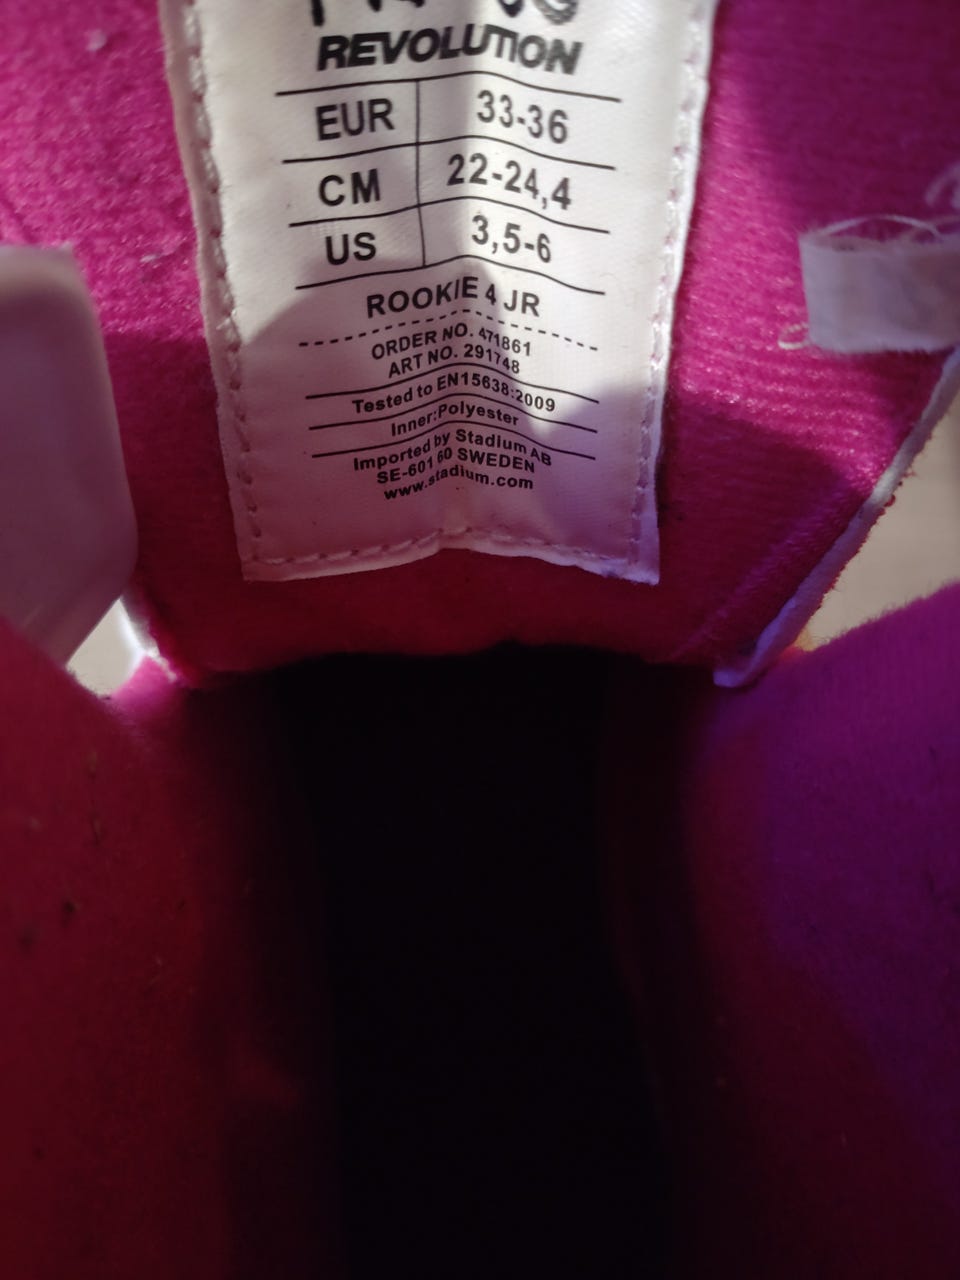 REVOLUTION
EUR 33-36
CM 22-24,4
US 3,5-6
ROOKIE 4 JR
ORDER NO. 471861
ART NO. 291748
Tested to EN15638:2009
Inner:Polyester
Imported by Stadium AB
SE-601 60 SWEDEN
www.stadium.com